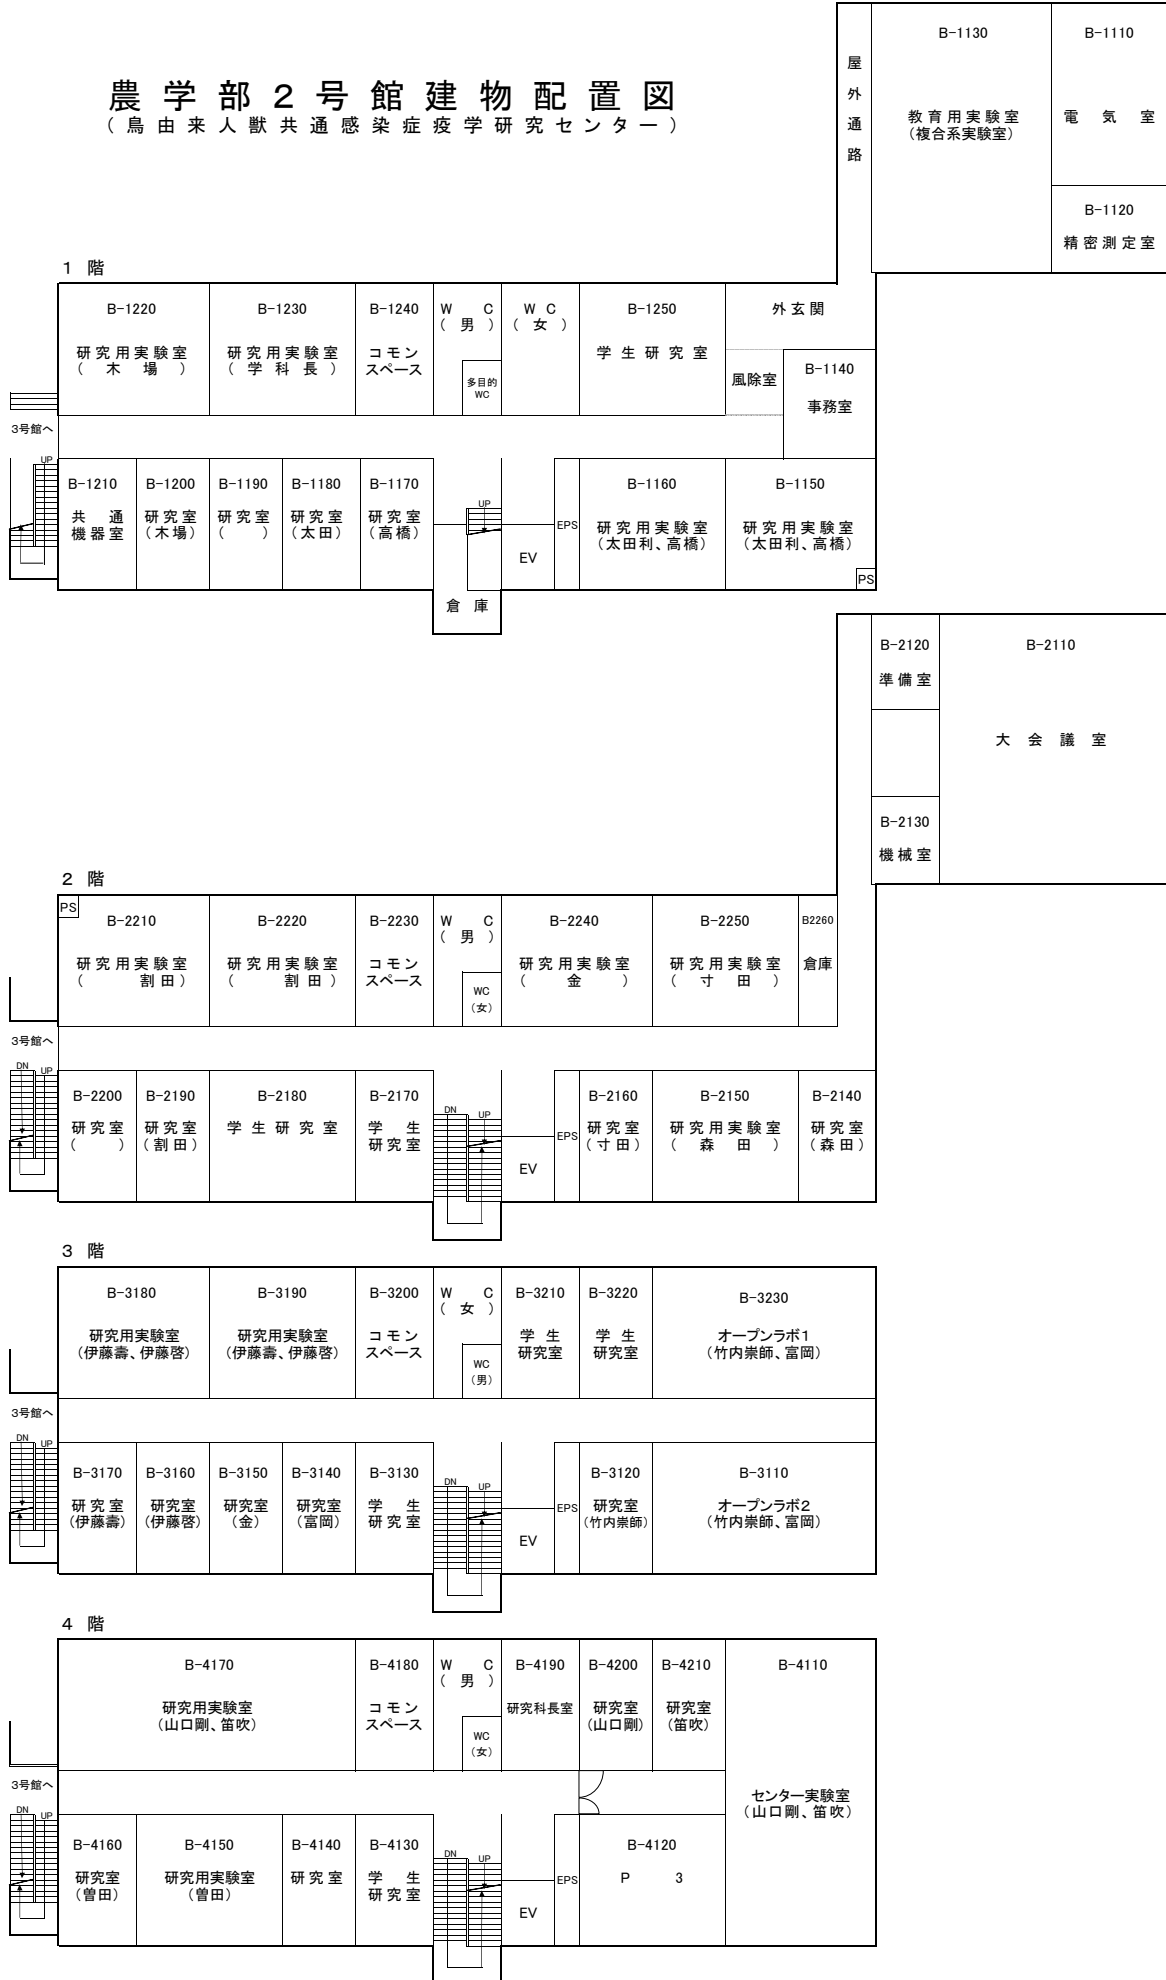 農学部２号館建物配置図
（鳥由来人獣共通感染症疫学研究センター）
屋外通路
B-1130
教育用実験室
(複合系実験室)
B-1110
電気室
B-1120
精密測定室
1 階
B-1220
研究用実験室
(木場)
B-1230
研究用実験室
(学科長)
B-1240
コモン
スペース
WC
(男)
多目的
WC
WC
(女)
B-1250
学生研究室
外玄関
風除室
B-1140
事務室
3号館へ
UP
B-1210
共通
機器室
B-1200
研究室
(木場)
B-1190
研究室
( )
B-1180
研究室
(太田)
B-1170
研究室
(高橋)
UP
倉庫
EV
EPS
B-1160
研究用実験室
(太田利、高橋)
B-1150
研究用実験室
(太田利、高橋)
PS
B-2120
準備室
B-2110
大会議室
B-2130
機械室
2 階
PS
B-2210
研究用実験室
( 割田)
B-2220
研究用実験室
( 割田)
B-2230
コモン
スペース
WC
(男)
WC
(女)
B-2240
研究用実験室
(金)
B-2250
研究用実験室
(寸田)
B2260
倉庫
3号館へ
DN
UP
B-2200
研究室
( )
B-2190
研究室
(割田)
B-2180
学生研究室
B-2170
学生
研究室
DN
UP
EV
EPS
B-2160
研究室
(寸田)
B-2150
研究用実験室
(森田)
B-2140
研究室
(森田)
3 階
B-3180
研究用実験室
(伊藤壽、伊藤啓)
B-3190
研究用実験室
(伊藤壽、伊藤啓)
B-3200
コモン
スペース
WC
(女)
WC
(男)
B-3210
学生
研究室
B-3220
学生
研究室
B-3230
オープンラボ1
(竹内崇師、富岡)
3号館へ
DN
UP
B-3170
研究室
(伊藤壽)
B-3160
研究室
(伊藤啓)
B-3150
研究室
(金)
B-3140
研究室
(富岡)
B-3130
学生
研究室
DN
UP
EV
EPS
B-3120
研究室
(竹内崇師)
B-3110
オープンラボ2
(竹内崇師、富岡)
4 階
B-4170
研究用実験室
(山口剛、笛吹)
B-4180
コモン
スペース
WC
(男)
WC
(女)
B-4190
研究科長室
B-4200
研究室
(山口剛)
B-4210
研究室
(笛吹)
B-4110
センター実験室
(山口剛、笛吹)
3号館へ
DN
UP
B-4160
研究室
(曽田)
B-4150
研究用実験室
(曽田)
B-4140
研究室
B-4130
学生
研究室
DN
UP
EV
EPS
B-4120
P 3